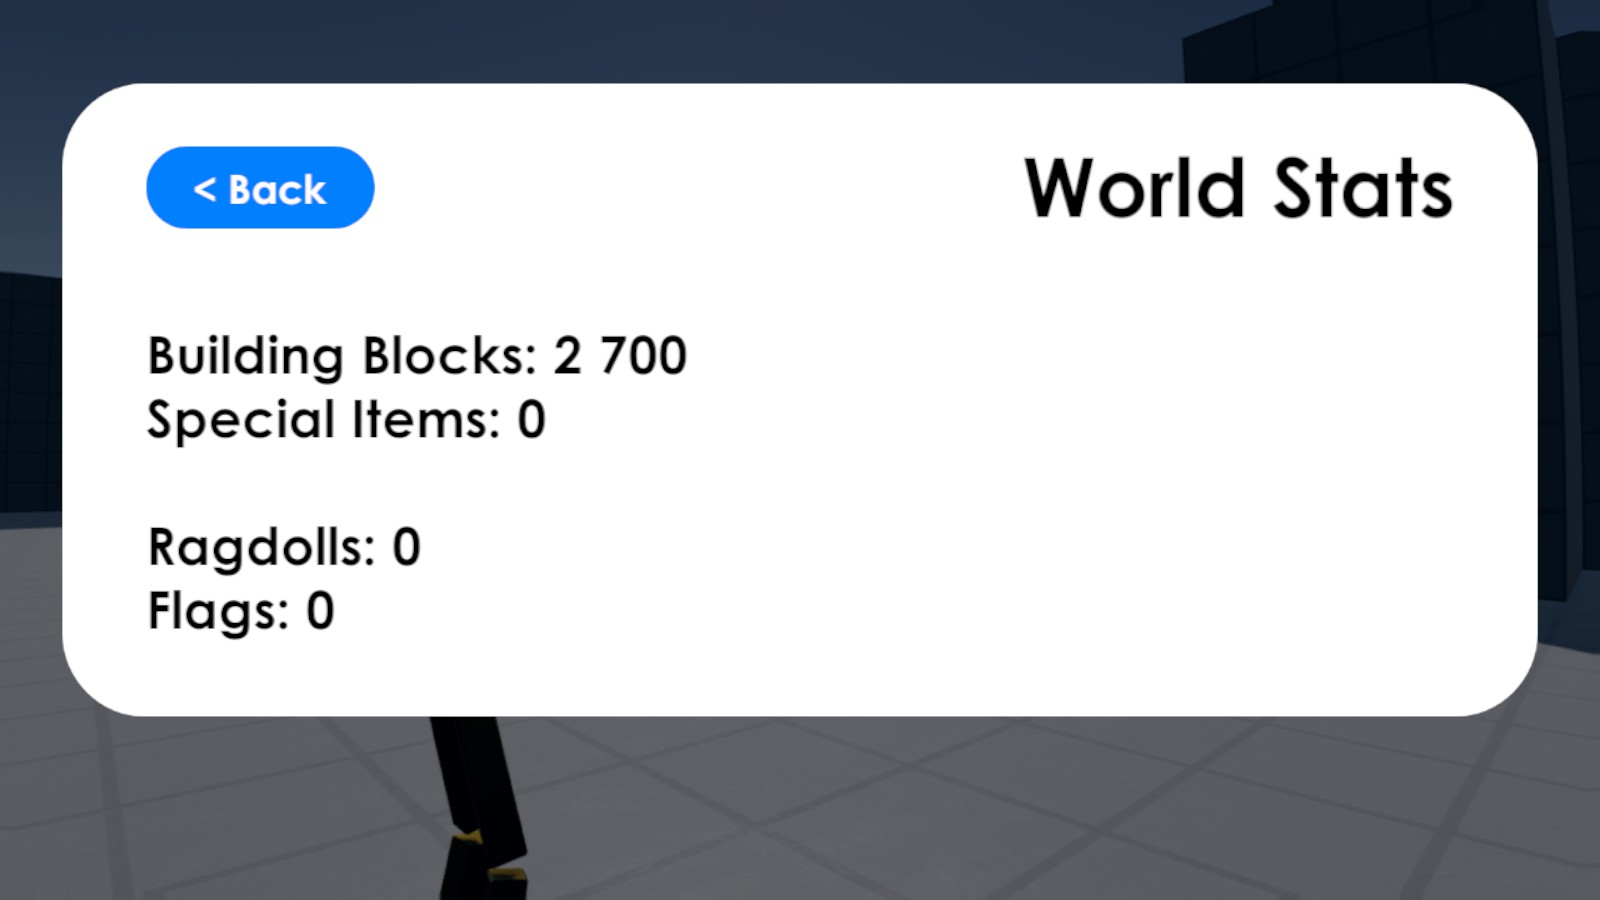 < Back
World Stats
Building Blocks: 2 700
Special Items: 0
Ragdolls: 0
Flags: 0